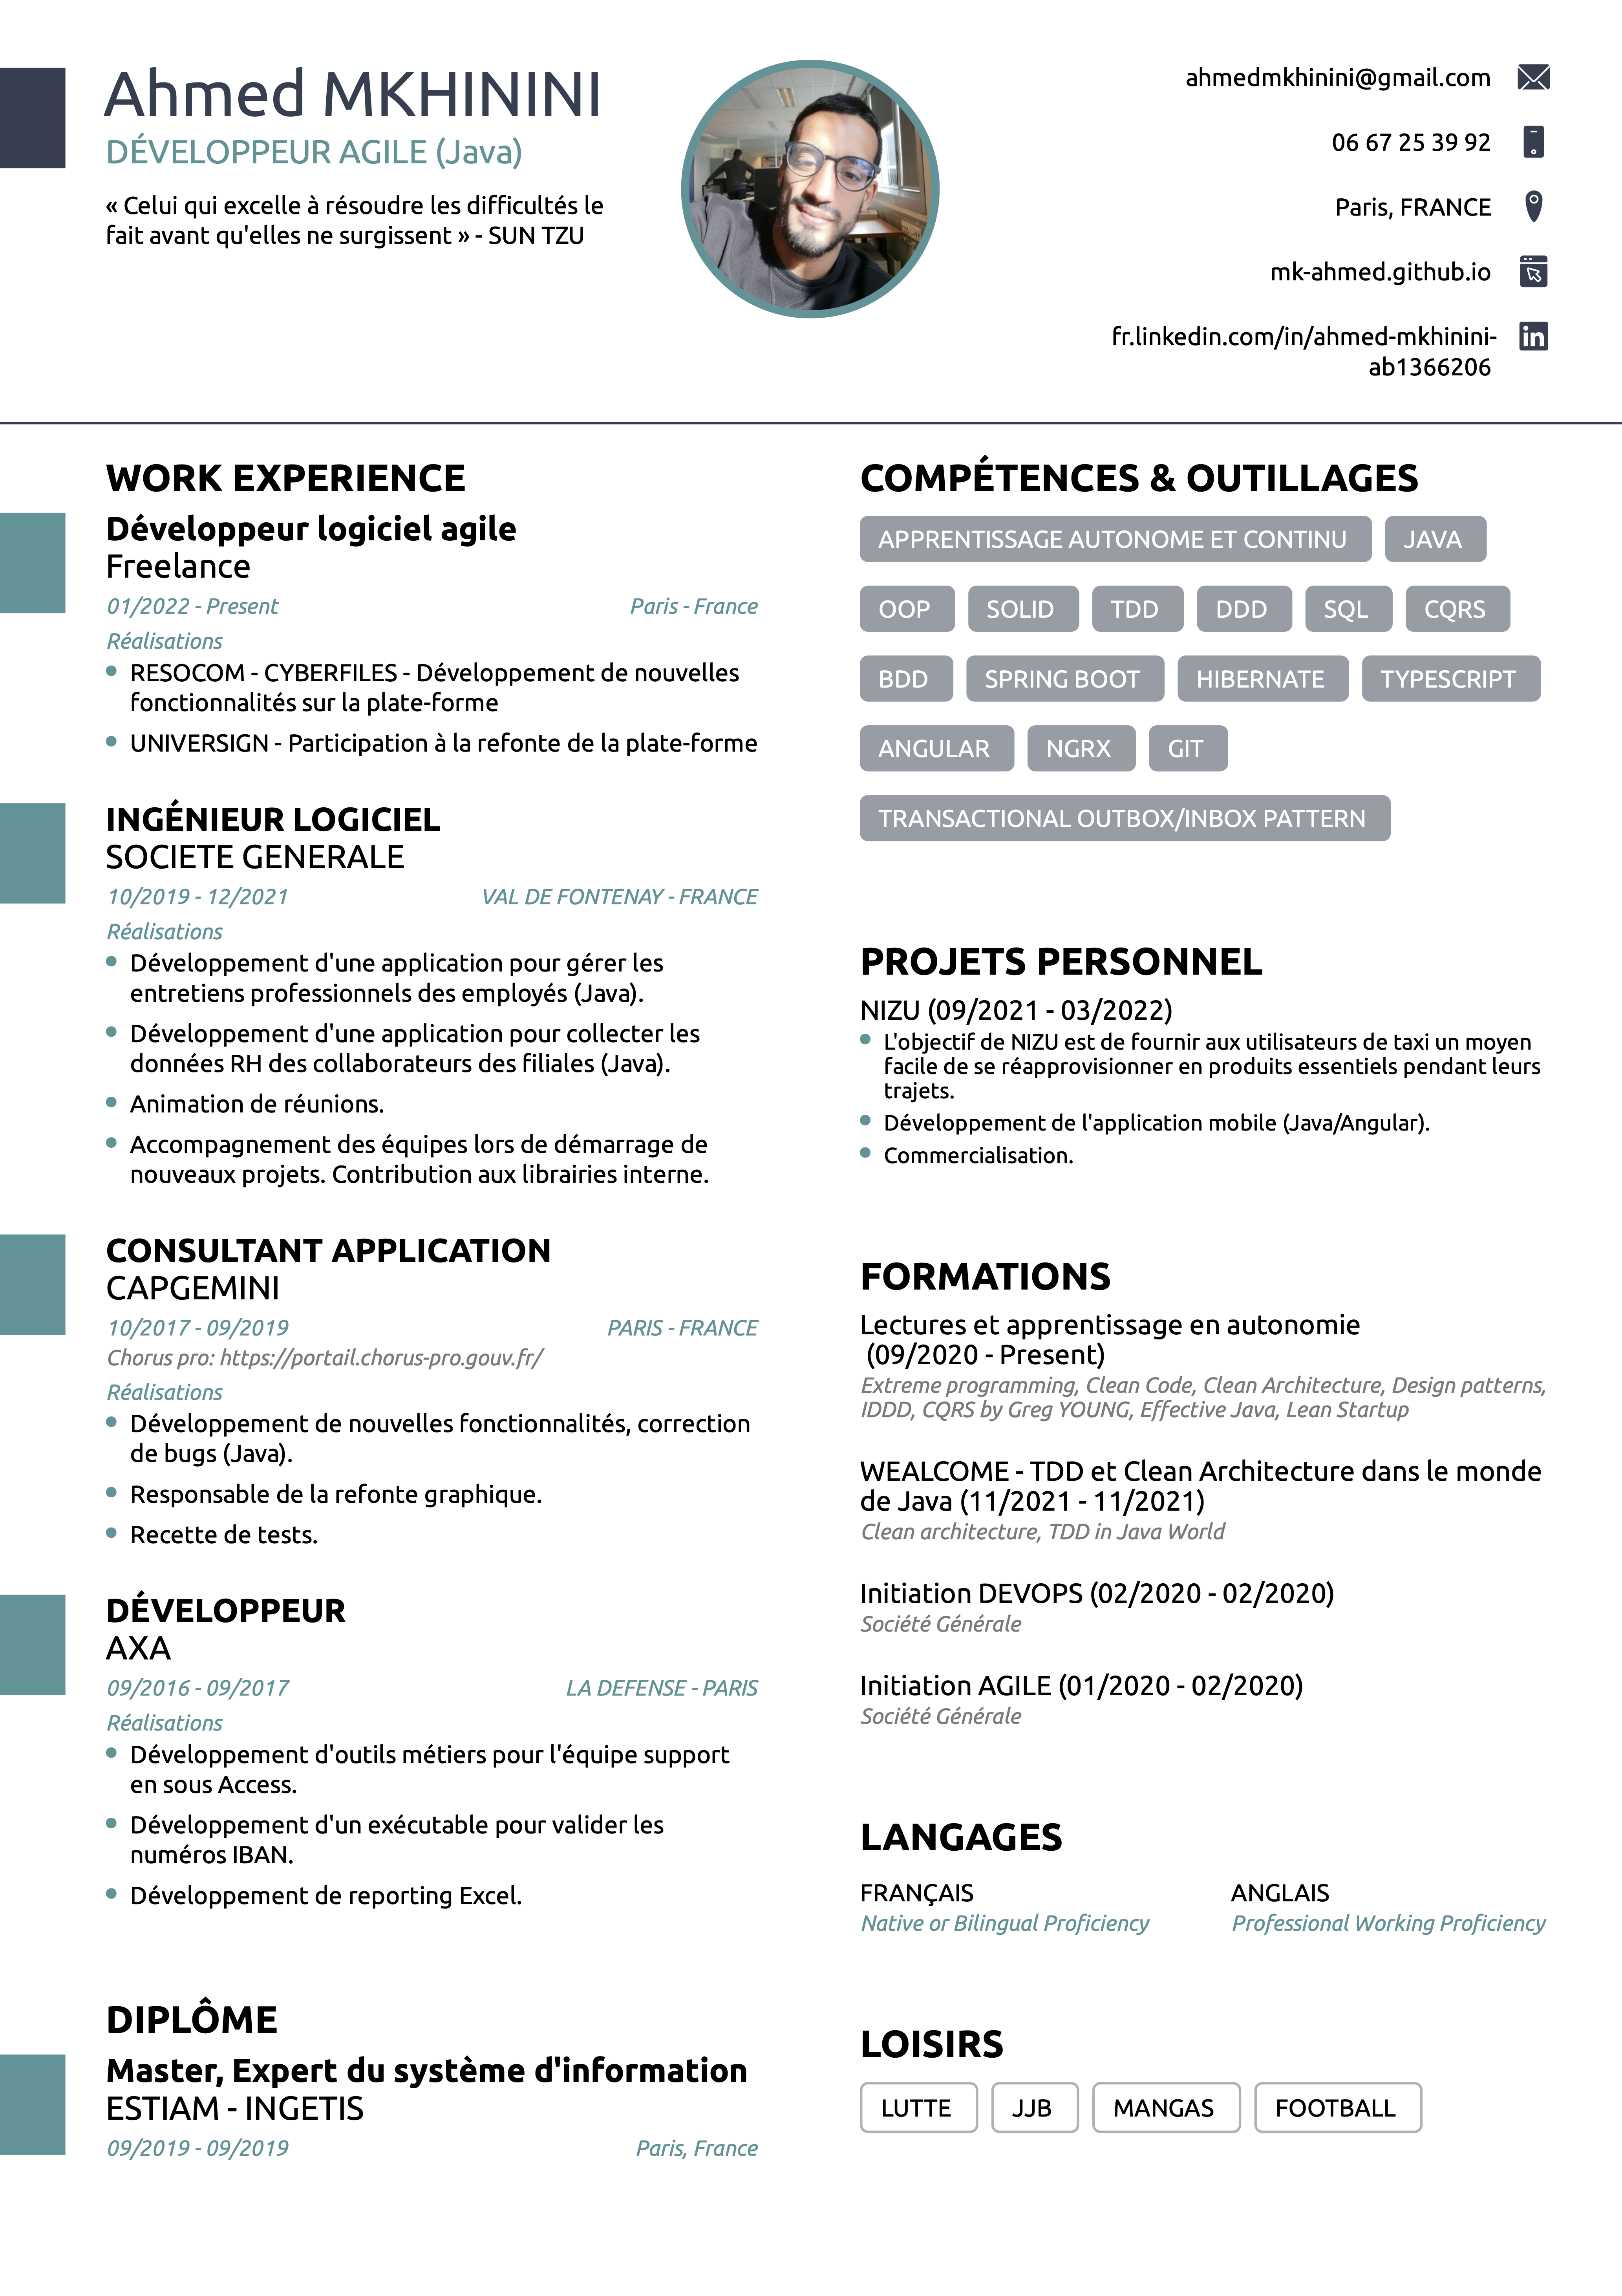 Ahmed MKHININI
DÉVELOPPEUR AGILE (Java)
« Celui qui excelle à résoudre les difficultés le
fait avant qu'elles ne surgissent » - SUN TZU
ahmedmkhinini@gmail.com
06 67 25 39 92
Paris, FRANCE
mk-ahmed.github.io
fr.linkedin.com/in/ahmed-mkhinini-
ab1366206
WORK EXPERIENCE
Développeur logiciel agile
Freelance
01/2022 - Present Paris - France
Réalisations
RESOCOM - CYBERFILES - Développement de nouvelles
fonctionnalités sur la plate-forme
UNIVERSIGN - Participation à la refonte de la plate-forme
INGÉNIEUR LOGICIEL
SOCIETE GENERALE
10/2019 - 12/2021 VAL DE FONTENAY - FRANCE
Réalisations
Développement d'une application pour gérer les
entretiens professionnels des employés (Java).
Développement d'une application pour collecter les
données RH des collaborateurs des filiales (Java).
Animation de réunions.
Accompagnement des équipes lors de démarrage de
nouveaux projets. Contribution aux librairies interne.
CONSULTANT APPLICATION
CAPGEMINI
10/2017 - 09/2019 PARIS - FRANCE
Chorus pro: https://portail.chorus-pro.gouv.fr/
Réalisations
Développement de nouvelles fonctionnalités, correction
de bugs (Java).
Responsable de la refonte graphique.
Recette de tests.
DÉVELOPPEUR
AXA
09/2016 - 09/2017 LA DEFENSE - PARIS
Réalisations
Développement d'outils métiers pour l'équipe support
en sous Access.
Développement d'un exécutable pour valider les
numéros IBAN.
Développement de reporting Excel.
DIPLÔME
Master, Expert du système d'information
ESTIAM - INGETIS
09/2019 - 09/2019 Paris, France
COMPÉTENCES & OUTILLAGES
APPRENTISSAGE AUTONOME ET CONTINU JAVA
OOP SOLID TDD DDD SQL CQRS
BDD SPRING BOOT HIBERNATE TYPESCRIPT
ANGULAR NGRX GIT
TRANSACTIONAL OUTBOX/INBOX PATTERN
PROJETS PERSONNEL
NIZU (09/2021 - 03/2022)
L'objectif de NIZU est de fournir aux utilisateurs de taxi un moyen
facile de se réapprovisionner en produits essentiels pendant leurs
trajets.
Développement de l'application mobile (Java/Angular).
Commercialisation.
FORMATIONS
Lectures et apprentissage en autonomie
(09/2020 - Present)
Extreme programming, Clean Code, Clean Architecture, Design patterns,
IDDD, CQRS by Greg YOUNG, Effective Java, Lean Startup
WEALCOME - TDD et Clean Architecture dans le monde
de Java (11/2021 - 11/2021)
Clean architecture, TDD in Java World
Initiation DEVOPS (02/2020 - 02/2020)
Société Générale
Initiation AGILE (01/2020 - 02/2020)
Société Générale
LANGAGES
FRANÇAIS ANGLAIS
Native or Bilingual Proficiency Professional Working Proficiency
LOISIRS
LUTTE JJB MANGAS FOOTBALL